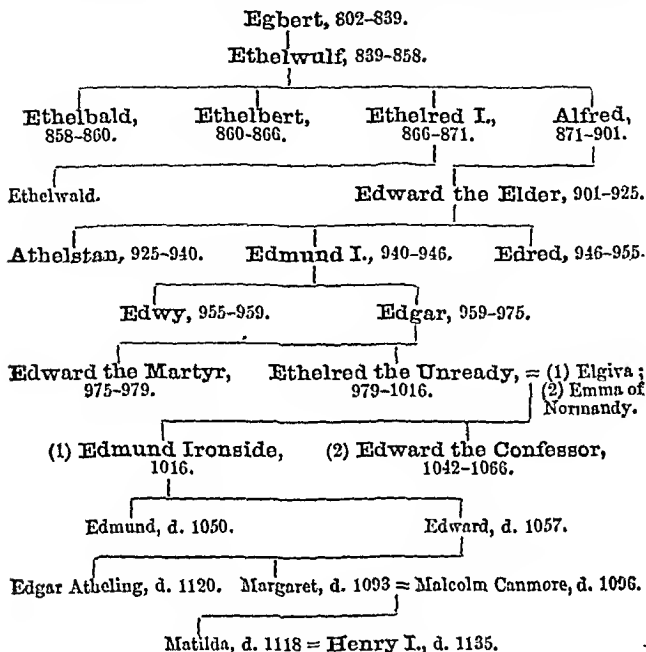 Egbert, 802–839.
Ethelwulf, 839–858.
Ethelbald, Ethelbert, Ethelred I., Alfred,
858–860. 860–866. 866–871. 871–901.
Ethelwald. Edward the Elder, 901–925.
Athelstan, 925–940. Edmund I., 940–946. Edred, 946–955.
Edwy, 955–959. Edgar, 959–975.
Edward the Martyr, Ethelred the Unready, = (1) Elgiva;
975–979. 979–1016. (2) Emma of
Normandy.
(1) Edmund Ironside, (2) Edward the Confessor,
1016. 1042–1066.
Edmund, d. 1050. Edward, d. 1057.
Edgar Atheling, d. 1120. Margaret, d. 1093 = Malcolm Canmore, d. 1096.
Matilda, d. 1118 = Henry I., d. 1135.